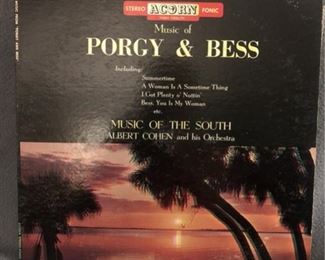 STEREO ACORN FONIC
Music of
PORGY & BESS
Including:
Summertime
A Woman Is A Sometime Thing
I Got Plenty o' Nuttin'
Bess, You Is My Woman
etc.
MUSIC OF THE SOUTH
ALBERT COHEN and his Orchestra